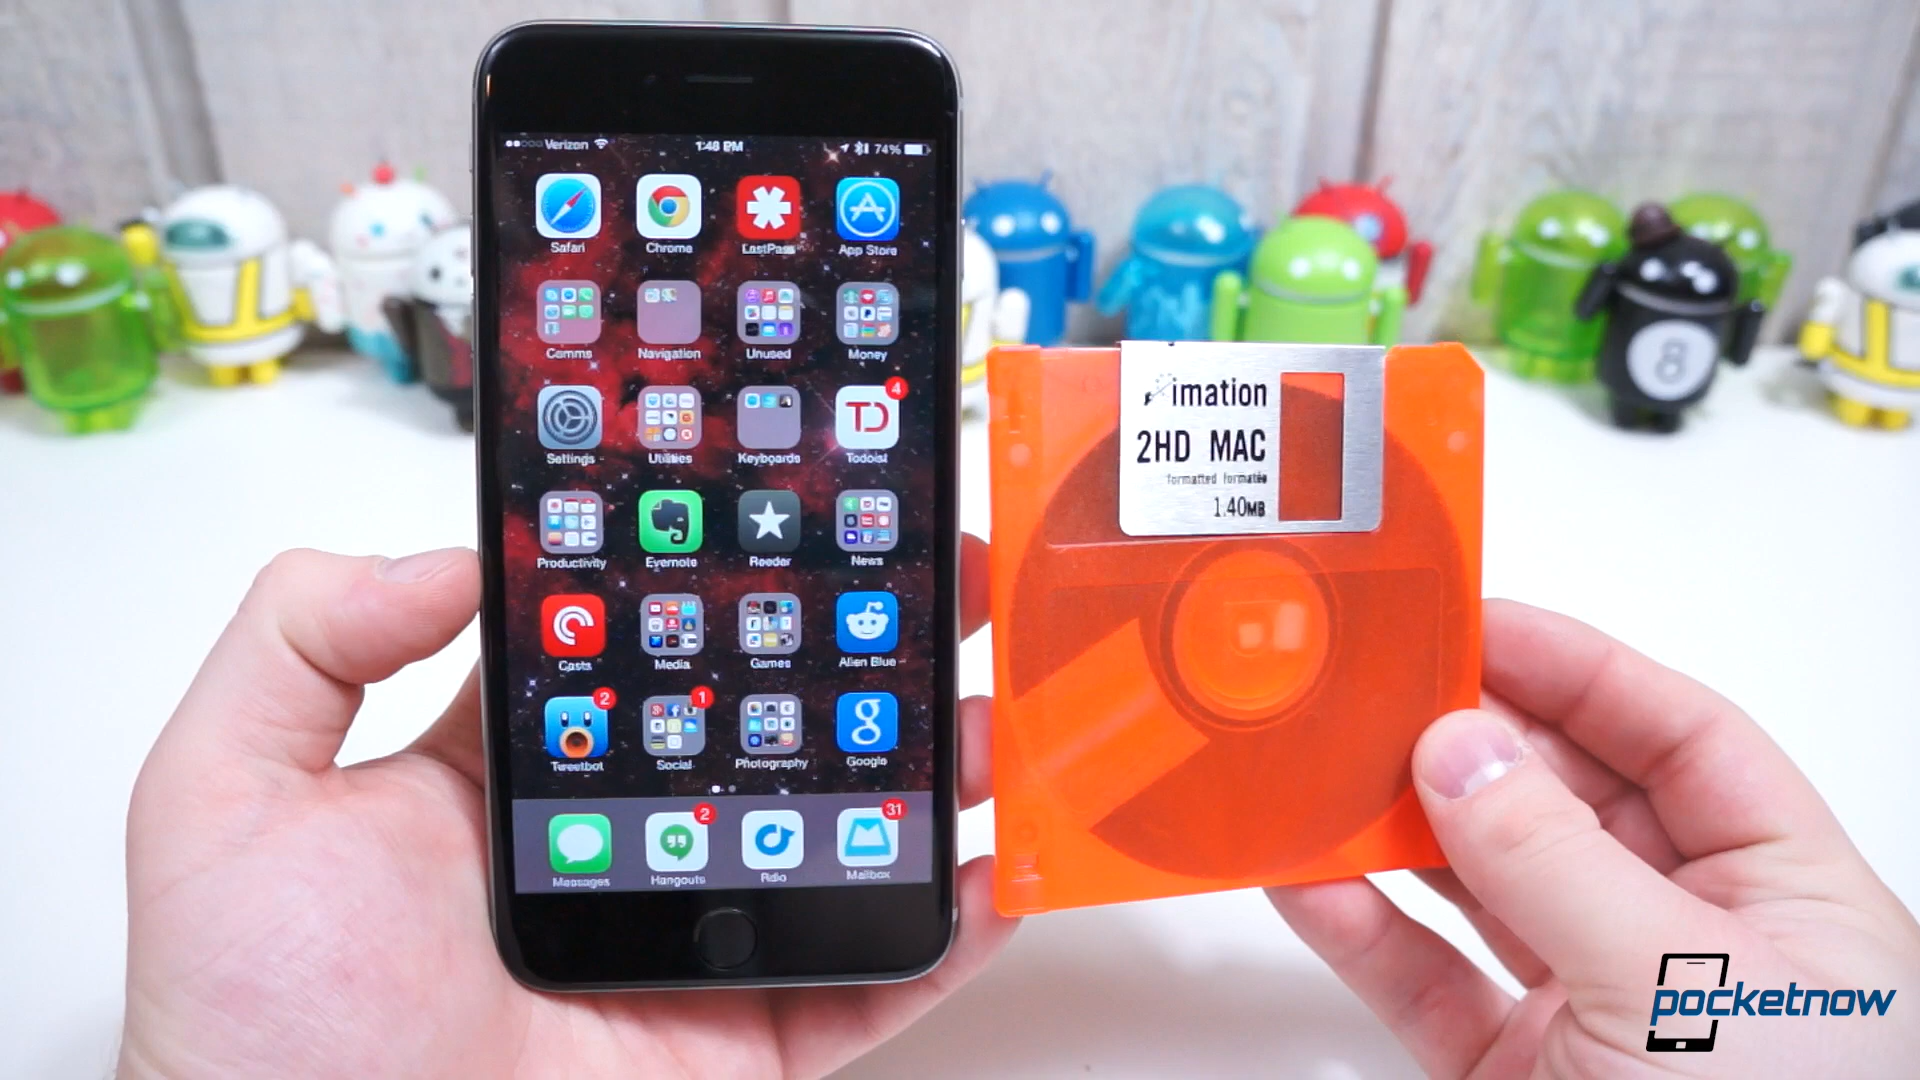 Verizon 1:48 PM 74%
Safari Chrome LastPass App Store
Comms Navigation Unused Money
4
TD
Settings Utilities Keyboards Todoist
Productivity Evernote Reeder News
Casts Media Games Alien Blue
2 1
g
Tweetbot Social Photography Google
2 31
Messages Hangouts Rdio Mailbox
imation
2HD MAC
formatted formatée
1.40MB
8
pocketnow